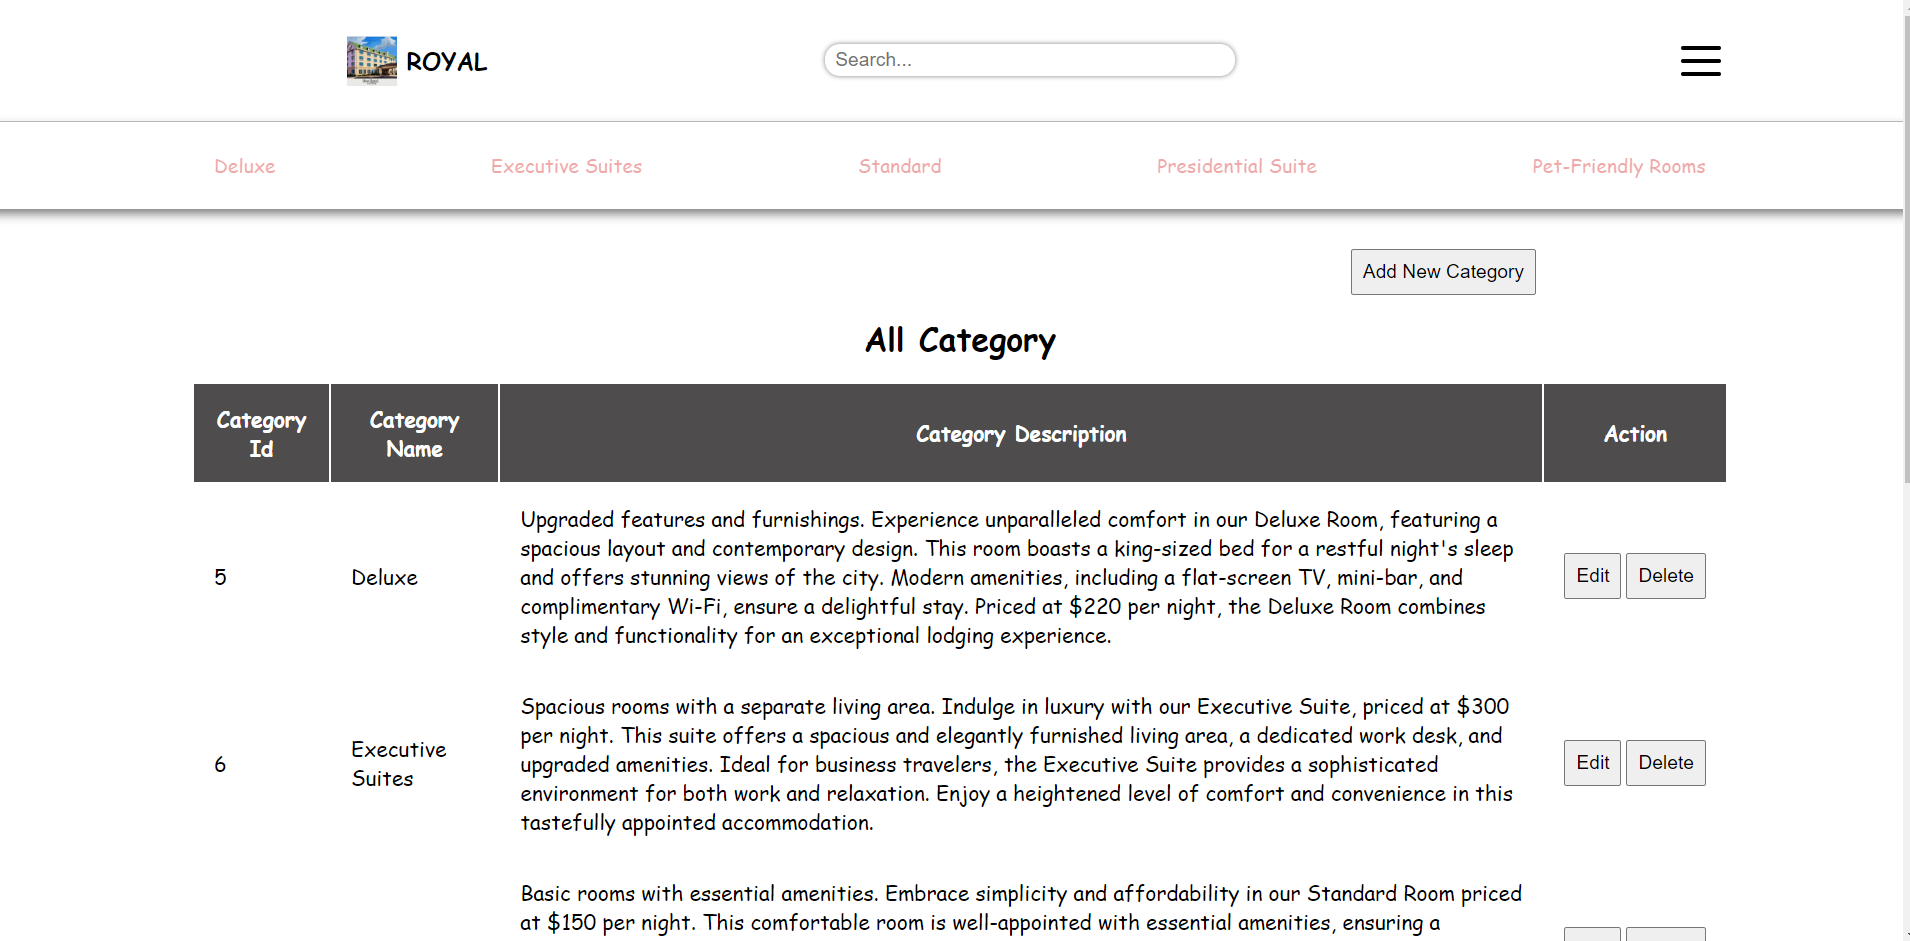 ROYAL
Search...
Deluxe
Executive Suites
Standard
Presidential Suite
Pet-Friendly Rooms
Add New Category
All Category
Category
Id
Category
Name
Category Description
Action
5
Deluxe
Upgraded features and furnishings. Experience unparalleled comfort in our Deluxe Room, featuring a
spacious layout and contemporary design. This room boasts a king-sized bed for a restful night's sleep
and offers stunning views of the city. Modern amenities, including a flat-screen TV, mini-bar, and
complimentary Wi-Fi, ensure a delightful stay. Priced at $220 per night, the Deluxe Room combines
style and functionality for an exceptional lodging experience.
Edit
Delete
6
Executive
Suites
Spacious rooms with a separate living area. Indulge in luxury with our Executive Suite, priced at $300
per night. This suite offers a spacious and elegantly furnished living area, a dedicated work desk, and
upgraded amenities. Ideal for business travelers, the Executive Suite provides a sophisticated
environment for both work and relaxation. Enjoy a heightened level of comfort and convenience in this
tastefully appointed accommodation.
Edit
Delete
Basic rooms with essential amenities. Embrace simplicity and affordability in our Standard Room priced
at $150 per night. This comfortable room is well-appointed with essential amenities, ensuring a